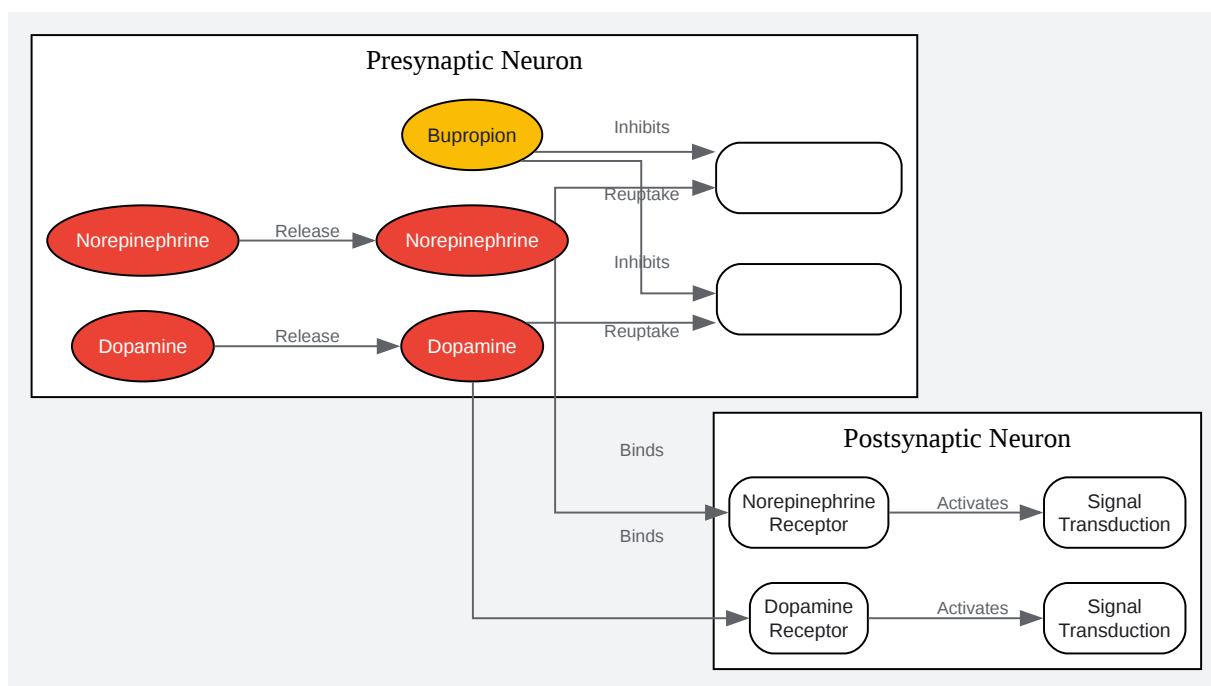 Presynaptic Neuron
Bupropion
Inhibits
Reuptake
Norepinephrine
Release
Norepinephrine
Inhibits
Dopamine
Release
Dopamine
Reuptake
Binds
Postsynaptic Neuron
Norepinephrine
Receptor
Activates
Signal
Transduction
Binds
Dopamine
Receptor
Activates
Signal
Transduction